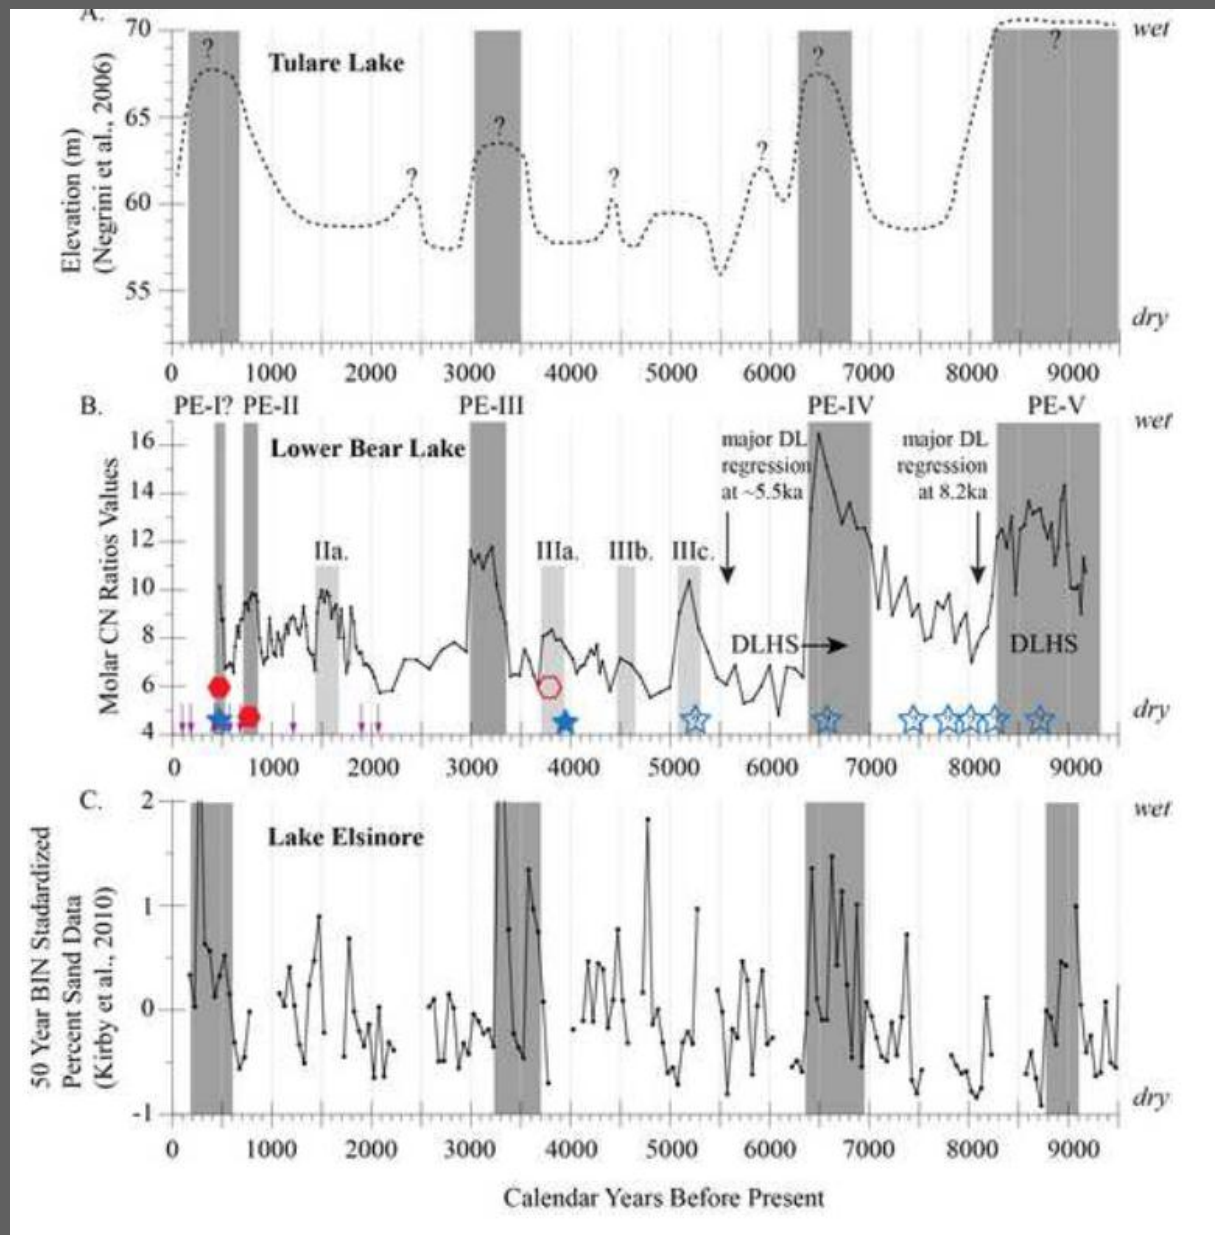 A.
70
wet
?
Tulare Lake
?
?
?
65
?
?
?
60
55
dry
Elevation (m)
(Negrini et al., 2006)
0 1000 2000 3000 4000 5000 6000 7000 8000 9000
B.
PE-I? PE-II PE-III PE-IV PE-V
wet
16
Lower Bear Lake
major DL
regression
at ~5.5ka
major DL
regression
at 8.2ka
14
12
IIa. IIIa. IIIb. IIIc.
10
8
DLHS
DLHS
6
4
dry
? ? ? ? ? ? ?
Molar CN Ratios Values
0 1000 2000 3000 4000 5000 6000 7000 8000 9000
C.
2
wet
Lake Elsinore
1
0
-1
dry
50 Year BIN Stadardized
Percent Sand Data
(Kirby et al., 2010)
0 1000 2000 3000 4000 5000 6000 7000 8000 9000
Calendar Years Before Present